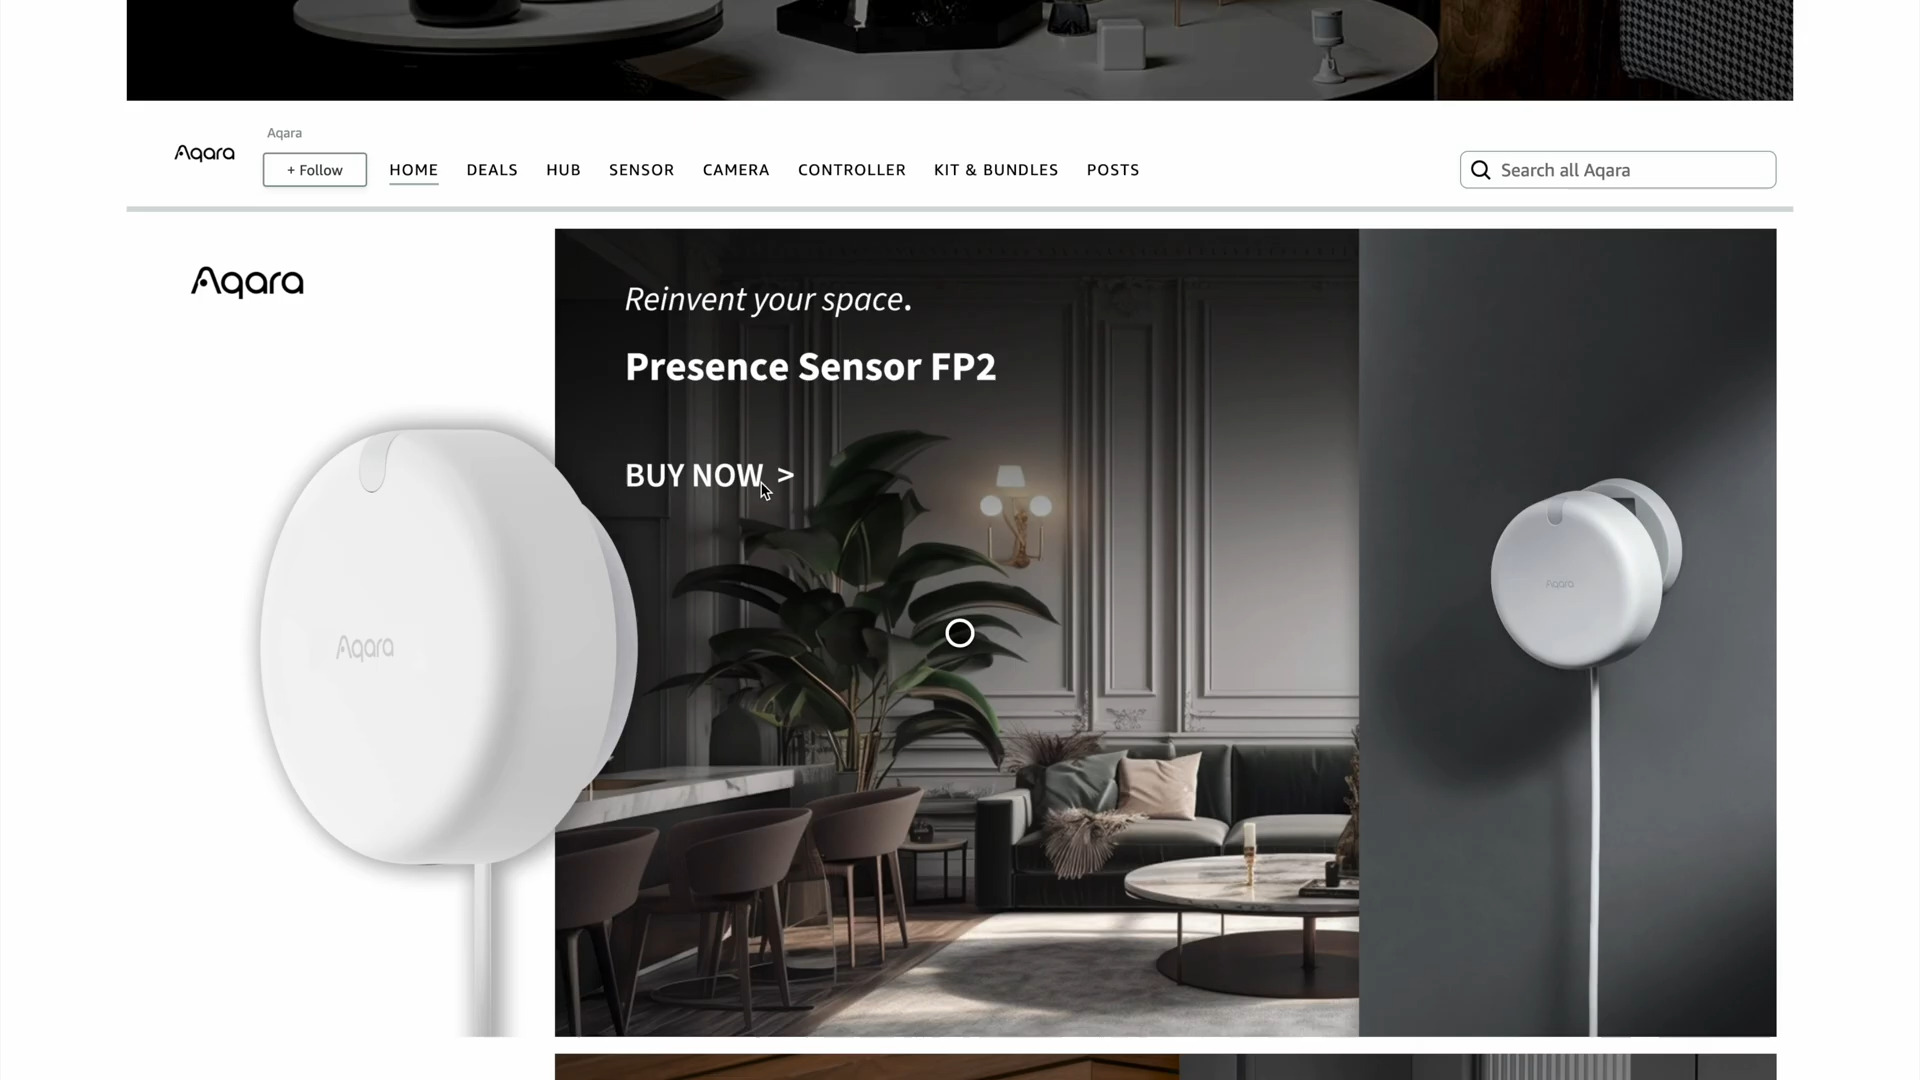 Aqara
Aqara
+ Follow
HOME
DEALS
HUB
SENSOR
CAMERA
CONTROLLER
KIT & BUNDLES
POSTS
Search all Aqara
Aqara
Reinvent your space.
Presence Sensor FP2
BUY NOW >
Aqara
Aqara